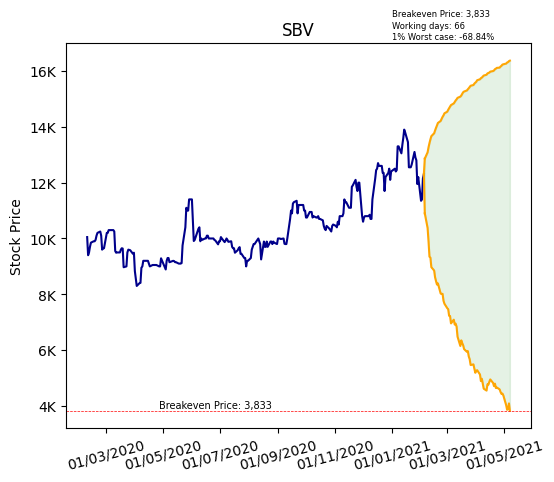 Breakeven Price: 3,833
Working days: 66
1% Worst case: -68.84%
SBV
Stock Price
16K
14K
12K
10K
8K
6K
4K
Breakeven Price: 3,833
01/03/2020
01/05/2020
01/07/2020
01/09/2020
01/11/2020
01/01/2021
01/03/2021
01/05/2021